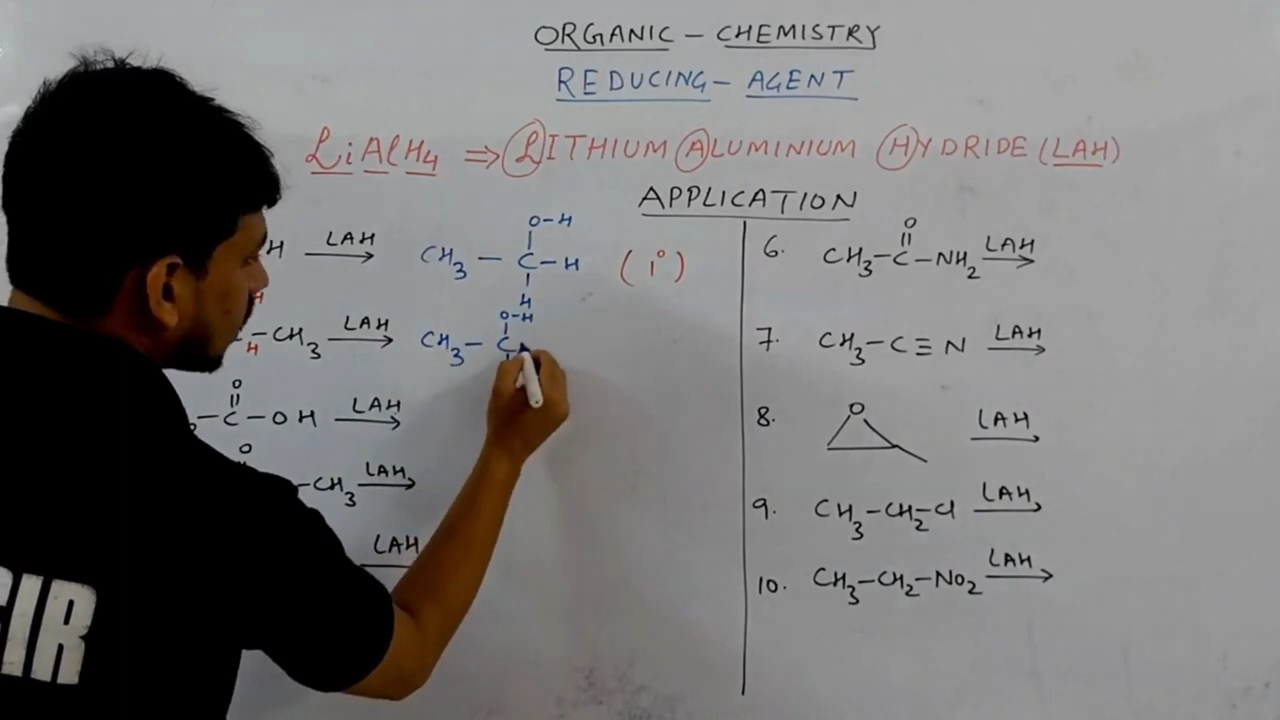 ORGANIC - CHEMISTRY
REDUCING - AGENT
LiAlH4 ⇒ LITHIUM ALUMINIUM HYDRIDE (LAH)
APPLICATION
H LAH → CH3 - C - H (1°)
O-H
H
H
C - CH3 LAH → CH3 - C
H
O-H
O
- C - OH LAH →
O
- CH3 LAH →
LAH
6. CH3 - C - NH2 LAH →
O
7. CH3 - C ≡ N LAH →
8. O LAH →
9. CH3 - CH2 - Cl LAH →
10. CH3 - CH2 - NO2 LAH →
SIR